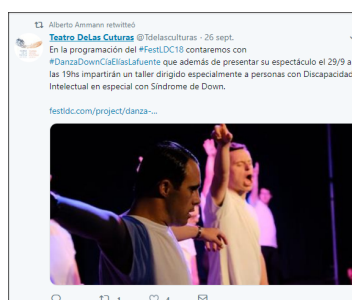 Alberto Ammann retwitteó
Teatro DeLas Cuturas @Tdelasculturas · 26 sept.
En la programación del #FestLDC18 contaremos con
#DanzaDownCíaElíasLafuente que además de presentar su espectáculo el 29/9 a
las 19hs impartirán un taller dirigido especialmente a personas con Discapacidad
Intelectual en especial con Síndrome de Down.
festldc.com/project/danza-...